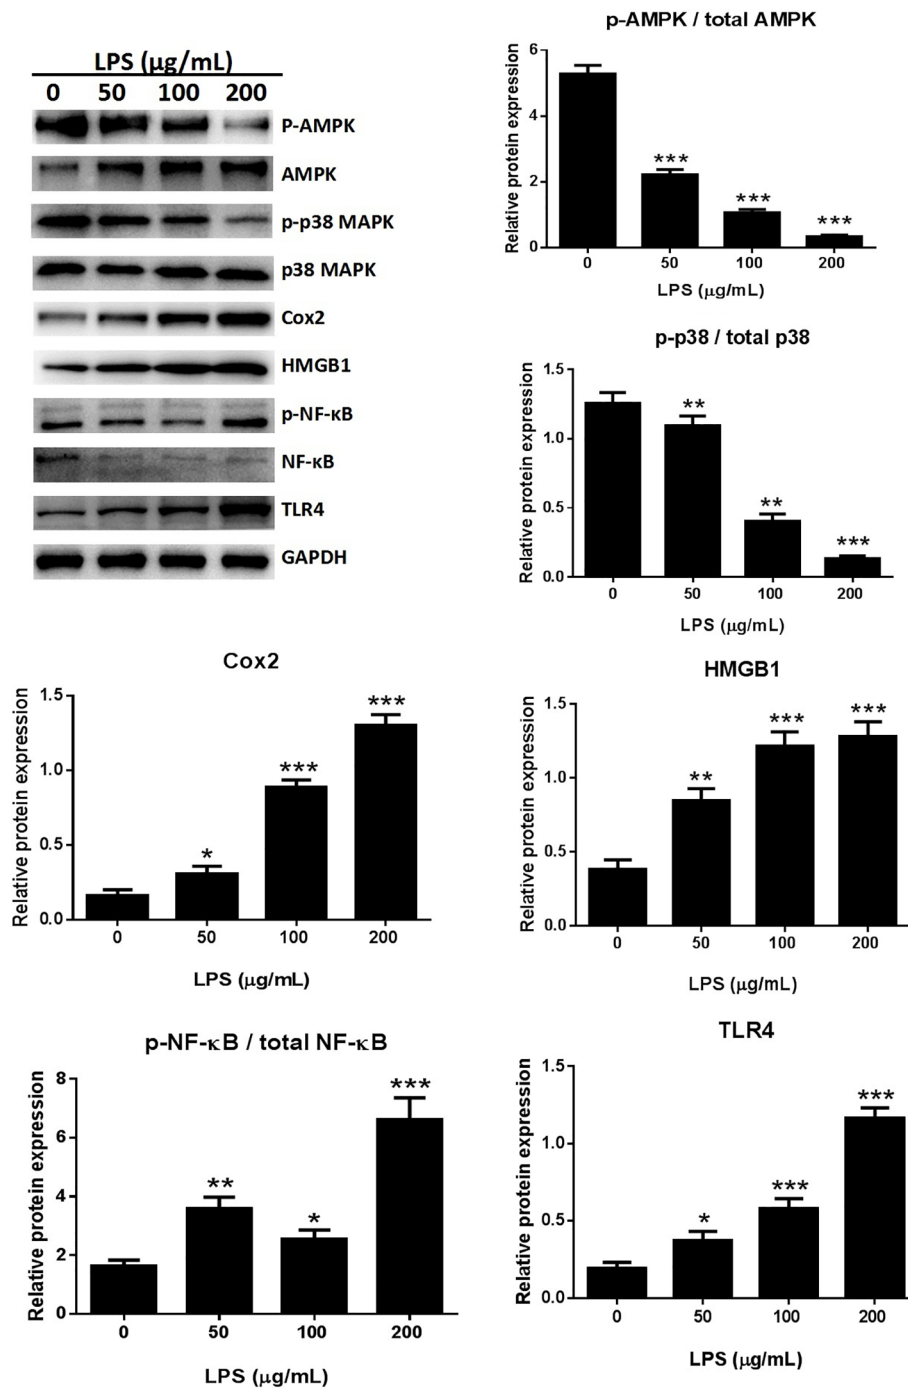 LPS (μg/mL)
0 50 100 200
P-AMPK
AMPK
p-p38 MAPK
p38 MAPK
Cox2
HMGB1
p-NF-κB
NF-κB
TLR4
GAPDH
p-AMPK / total AMPK
Relative protein expression
6
4
2
0
***
***
***
0 50 100 200
LPS (μg/mL)
p-p38 / total p38
Relative protein expression
1.5
1.0
0.5
0.0
**
**
***
0 50 100 200
LPS (μg/mL)
Cox2
Relative protein expression
1.5
1.0
0.5
0.0
*
***
***
0 50 100 200
LPS (μg/mL)
HMGB1
Relative protein expression
1.5
1.0
0.5
0.0
**
***
***
0 50 100 200
LPS (μg/mL)
p-NF-κB / total NF-κB
Relative protein expression
8
6
4
2
0
**
*
***
0 50 100 200
LPS (μg/mL)
TLR4
Relative protein expression
1.5
1.0
0.5
0.0
*
***
***
0 50 100 200
LPS (μg/mL)